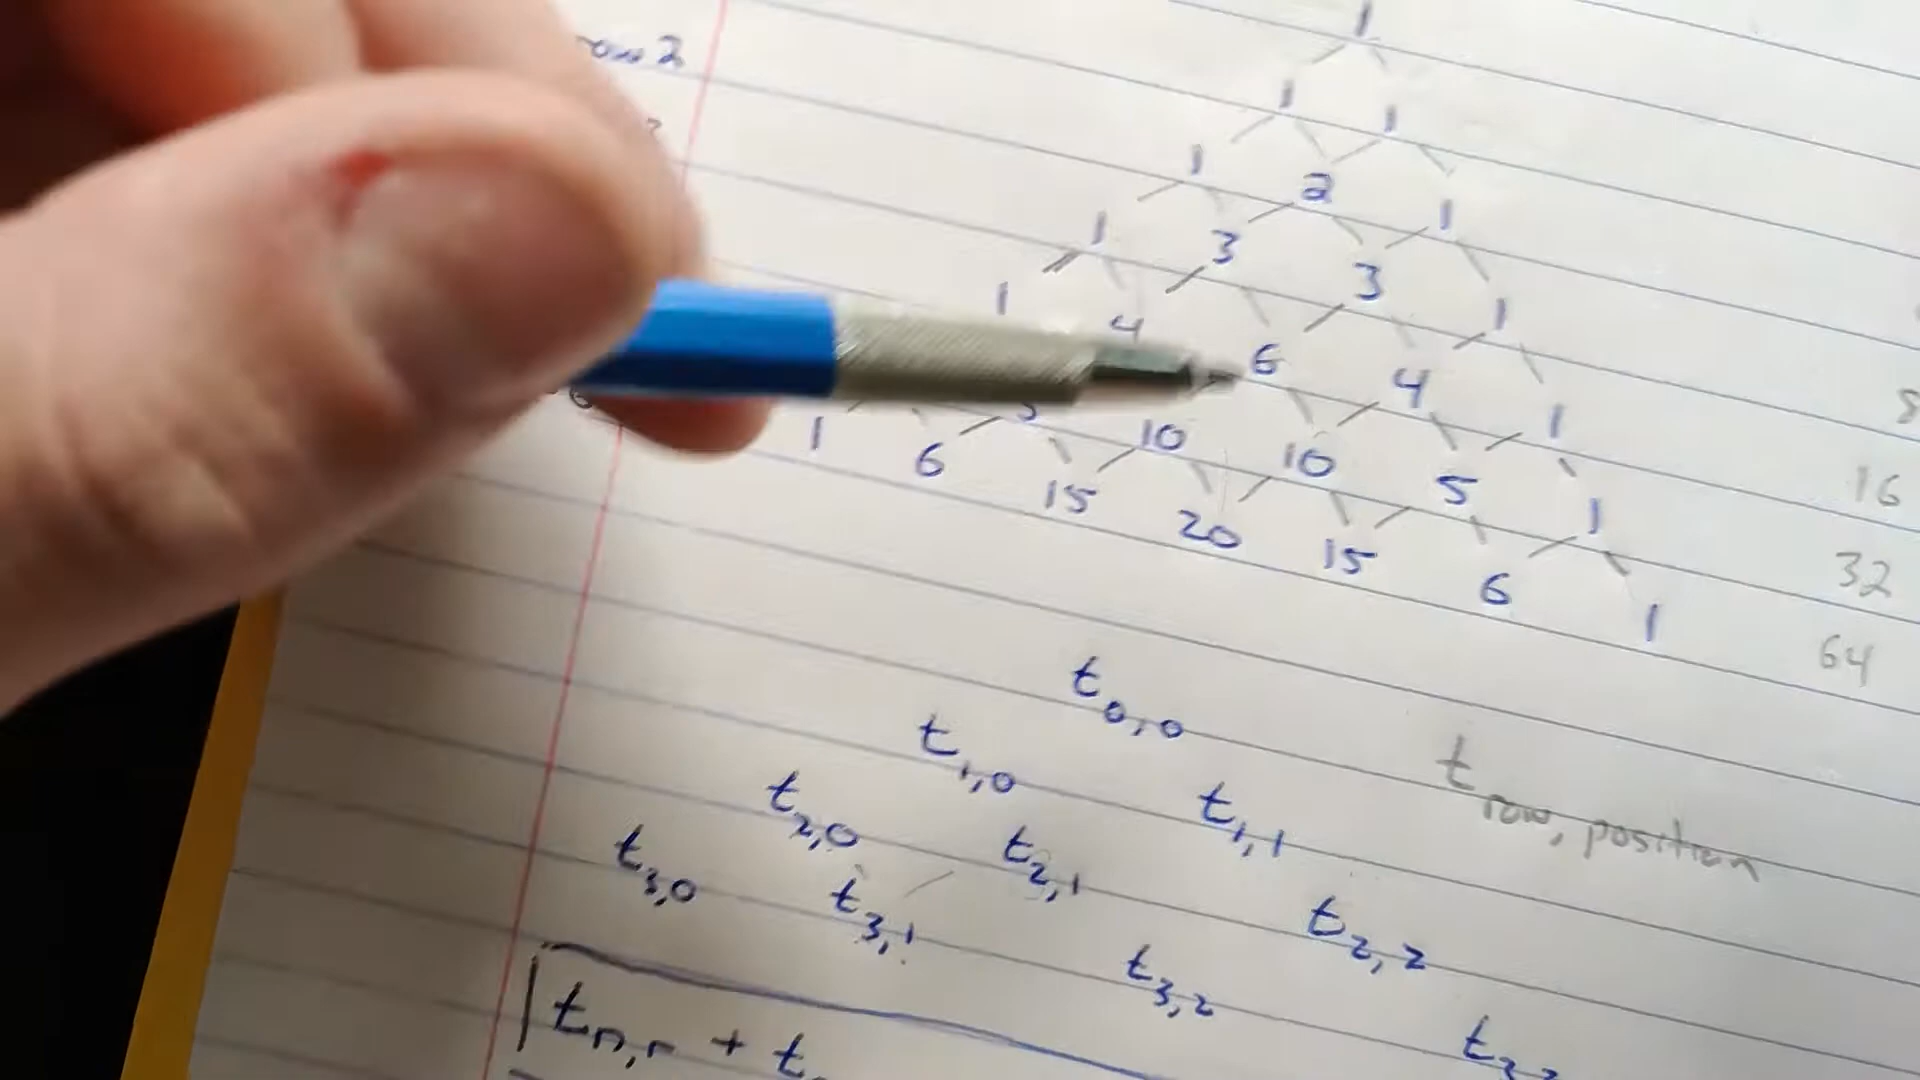 1
row 2 1 1
1 2 1
1 3 3 1
1 4 6 4 1 16
5 10 10 5 1 32
1 6 15 20 15 6 1 64
t0,0
t1,0 t1,1 t row, position
t2,0 t2,1 t2,2
t3,0 t3,1 t3,2
tn,r + t